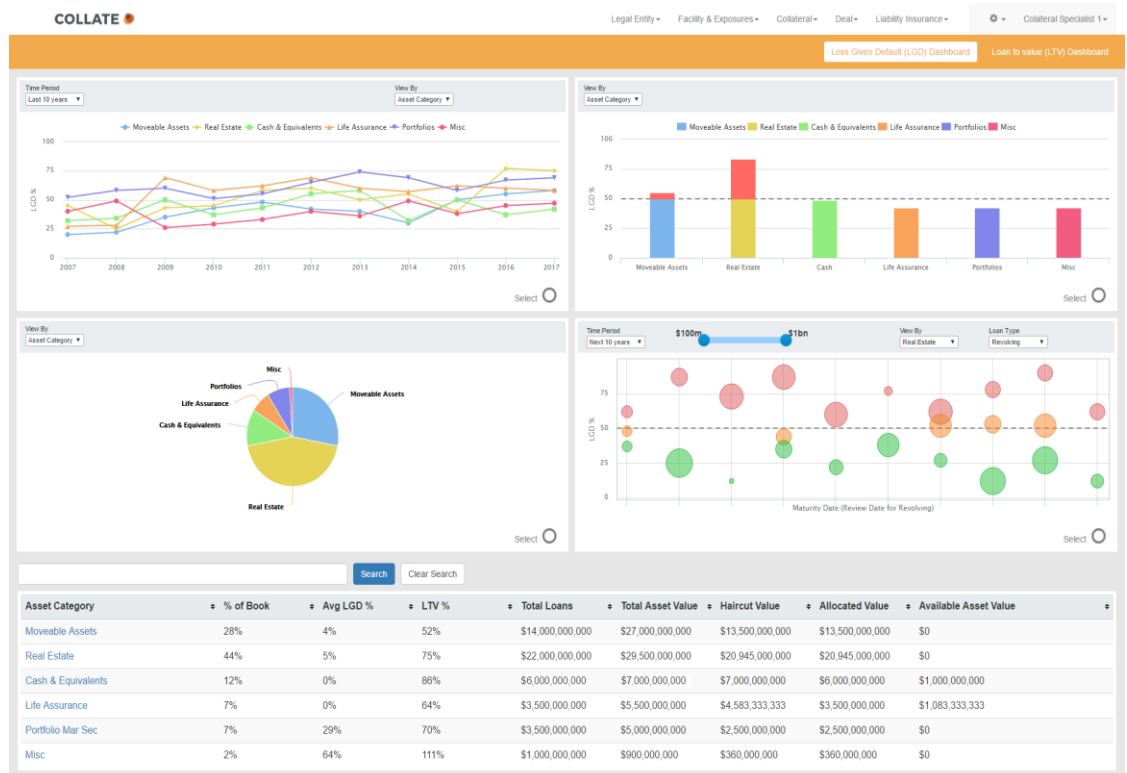 COLLATE
Legal Entity Facility & Exposures Collateral Deal Liability Insurance Colateral Specialist 1
Loss Given Default (LGD) Dashboard Loan to value (LTV) Dashboard
Time Period View By
Last 10 years Asset Category
Moveable Assets Real Estate Cash & Equivalents Life Assurance Portfolios Misc
100
75
50
25
0
LGD %
2007 2008 2009 2010 2011 2012 2013 2014 2015 2016 2017
Select
View By
Asset Category
Moveable Assets Real Estate Cash & Equivalents Life Assurance Portfolios Misc
100
75
50
25
0
LGD %
Moveable Assets Real Estate Cash Life Assurance Portfolios Misc
Select
View By
Asset Category
Misc
Portfolios
Moveable Assets
Life Assurance
Cash & Equivalents
Real Estate
Select
Time Period $100m $1bn View By Loan Type
Next 10 years Real Estate Revolving
75
50
25
0
LGD %
Maturity Date (Review Date for Revolving)
Select
Search Clear Search
Asset Category % of Book Avg LGD % LTV % Total Loans Total Asset Value Haircut Value Allocated Value Available Asset Value
Moveable Assets 28% 4% 52% $14,000,000,000 $27,000,000,000 $13,500,000,000 $13,500,000,000 $0
Real Estate 44% 5% 75% $22,000,000,000 $29,500,000,000 $20,945,000,000 $20,945,000,000 $0
Cash & Equivalents 12% 0% 86% $6,000,000,000 $7,000,000,000 $7,000,000,000 $6,000,000,000 $1,000,000,000
Life Assurance 7% 0% 64% $3,500,000,000 $5,500,000,000 $4,583,333,333 $3,500,000,000 $1,083,333,333
Portfolio Mar Sec 7% 29% 70% $3,500,000,000 $5,000,000,000 $2,500,000,000 $2,500,000,000 $0
Misc 2% 64% 111% $1,000,000,000 $900,000,000 $360,000,000 $360,000,000 $0